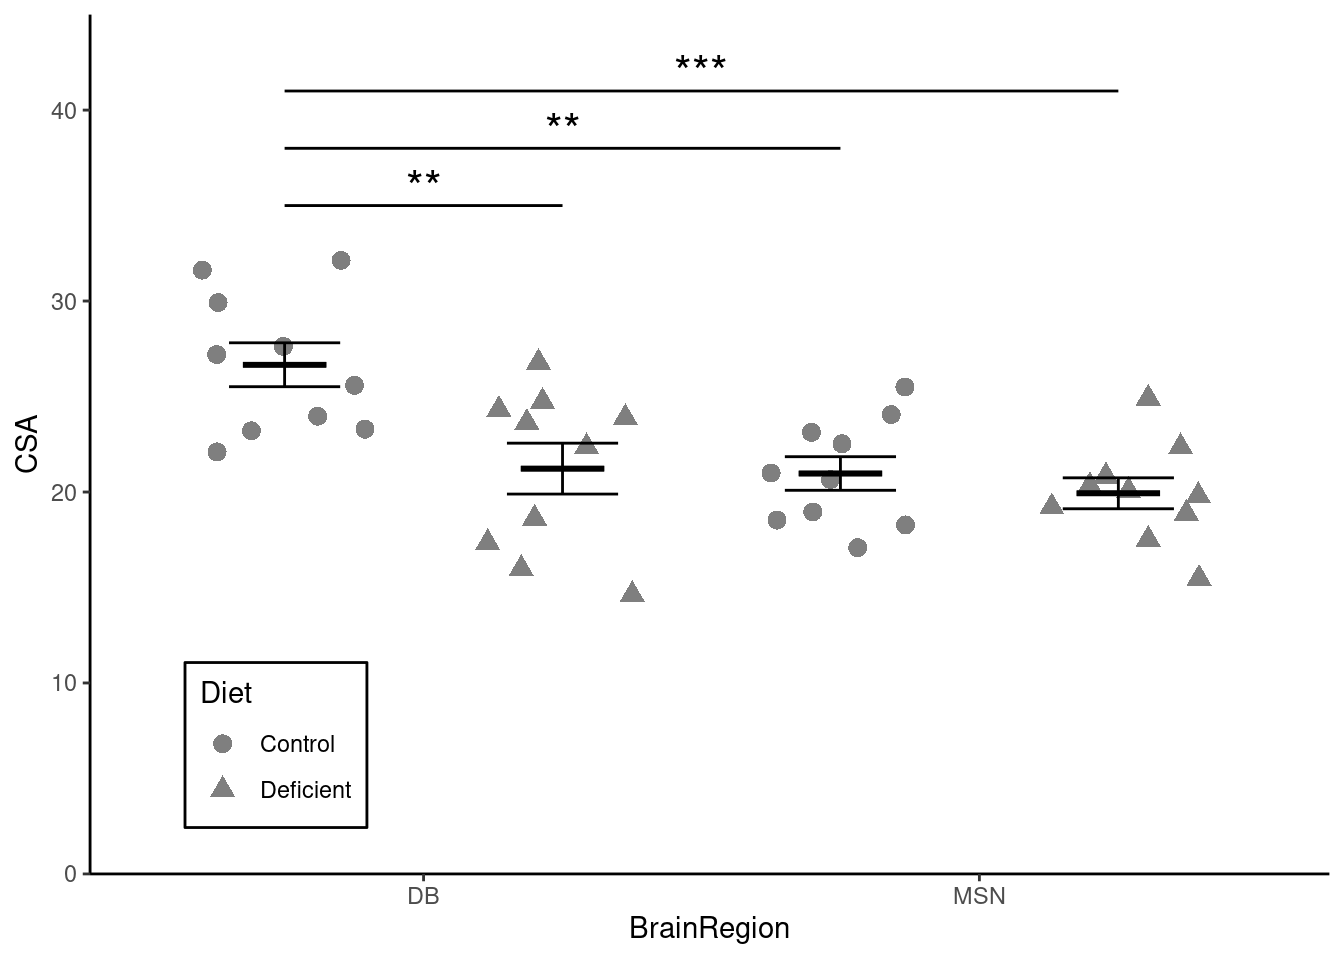 ***
**
**
40
30
20
10
0
CSA
Diet
Control
Deficient
DB
MSN
BrainRegion